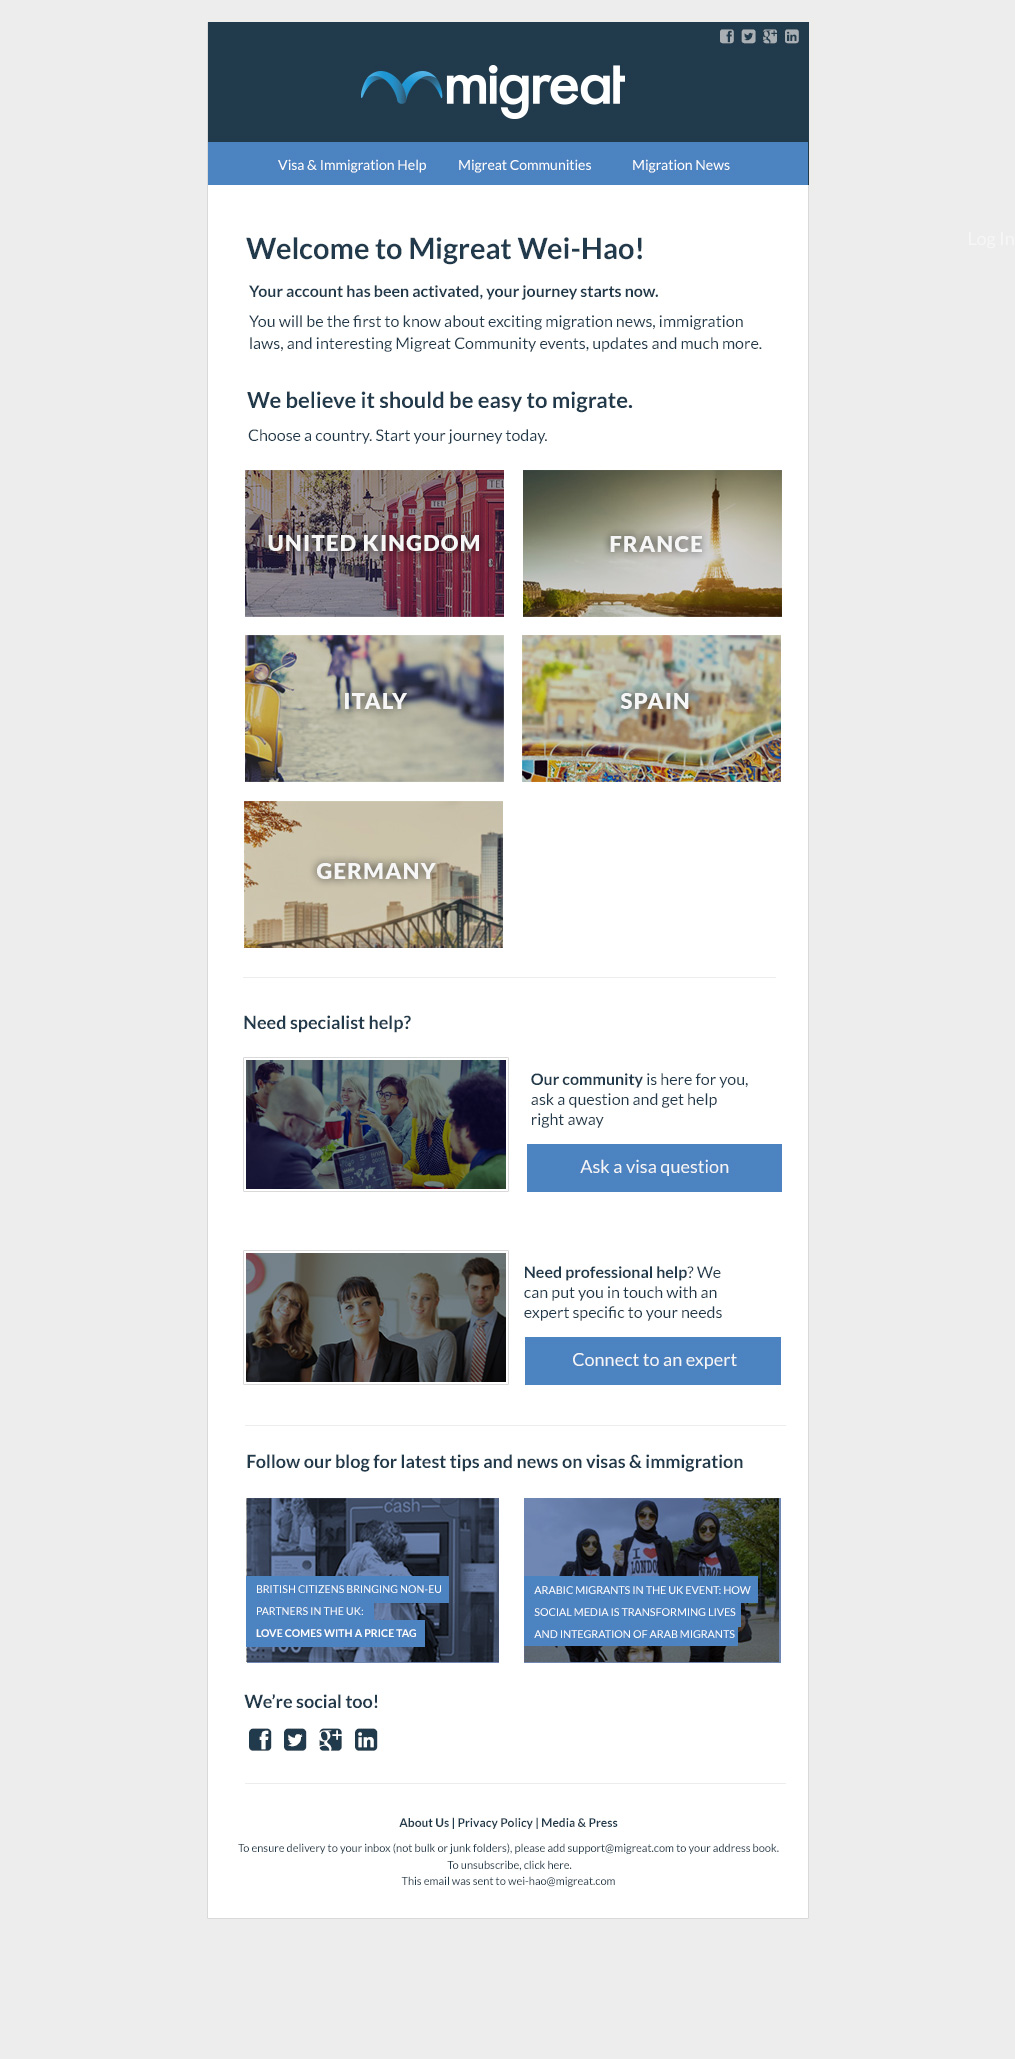 migreat
Visa & Immigration Help Migreat Communities Migration News
Log In
Welcome to Migreat Wei-Hao!
Your account has been activated, your journey starts now.
You will be the first to know about exciting migration news, immigration
laws, and interesting Migreat Community events, updates and much more.
We believe it should be easy to migrate.
Choose a country. Start your journey today.
TEL
UNITED KINGDOM
FRANCE
ITALY
SPAIN
GERMANY
Need specialist help?
Our community is here for you,
ask a question and get help
right away
Ask a visa question
Need professional help? We
can put you in touch with an
expert specific to your needs
Connect to an expert
Follow our blog for latest tips and news on visas & immigration
cash
BRITISH CITIZENS BRINGING NON-EU
PARTNERS IN THE UK:
LOVE COMES WITH A PRICE TAG
I
LONDON
ARABIC MIGRANTS IN THE UK EVENT: HOW
SOCIAL MEDIA IS TRANSFORMING LIVES
AND INTEGRATION OF ARAB MIGRANTS
We're social too!
About Us | Privacy Policy | Media & Press
To ensure delivery to your inbox (not bulk or junk folders), please add support@migreat.com to your address book.
To unsubscribe, click here.
This email was sent to wei-hao@migreat.com